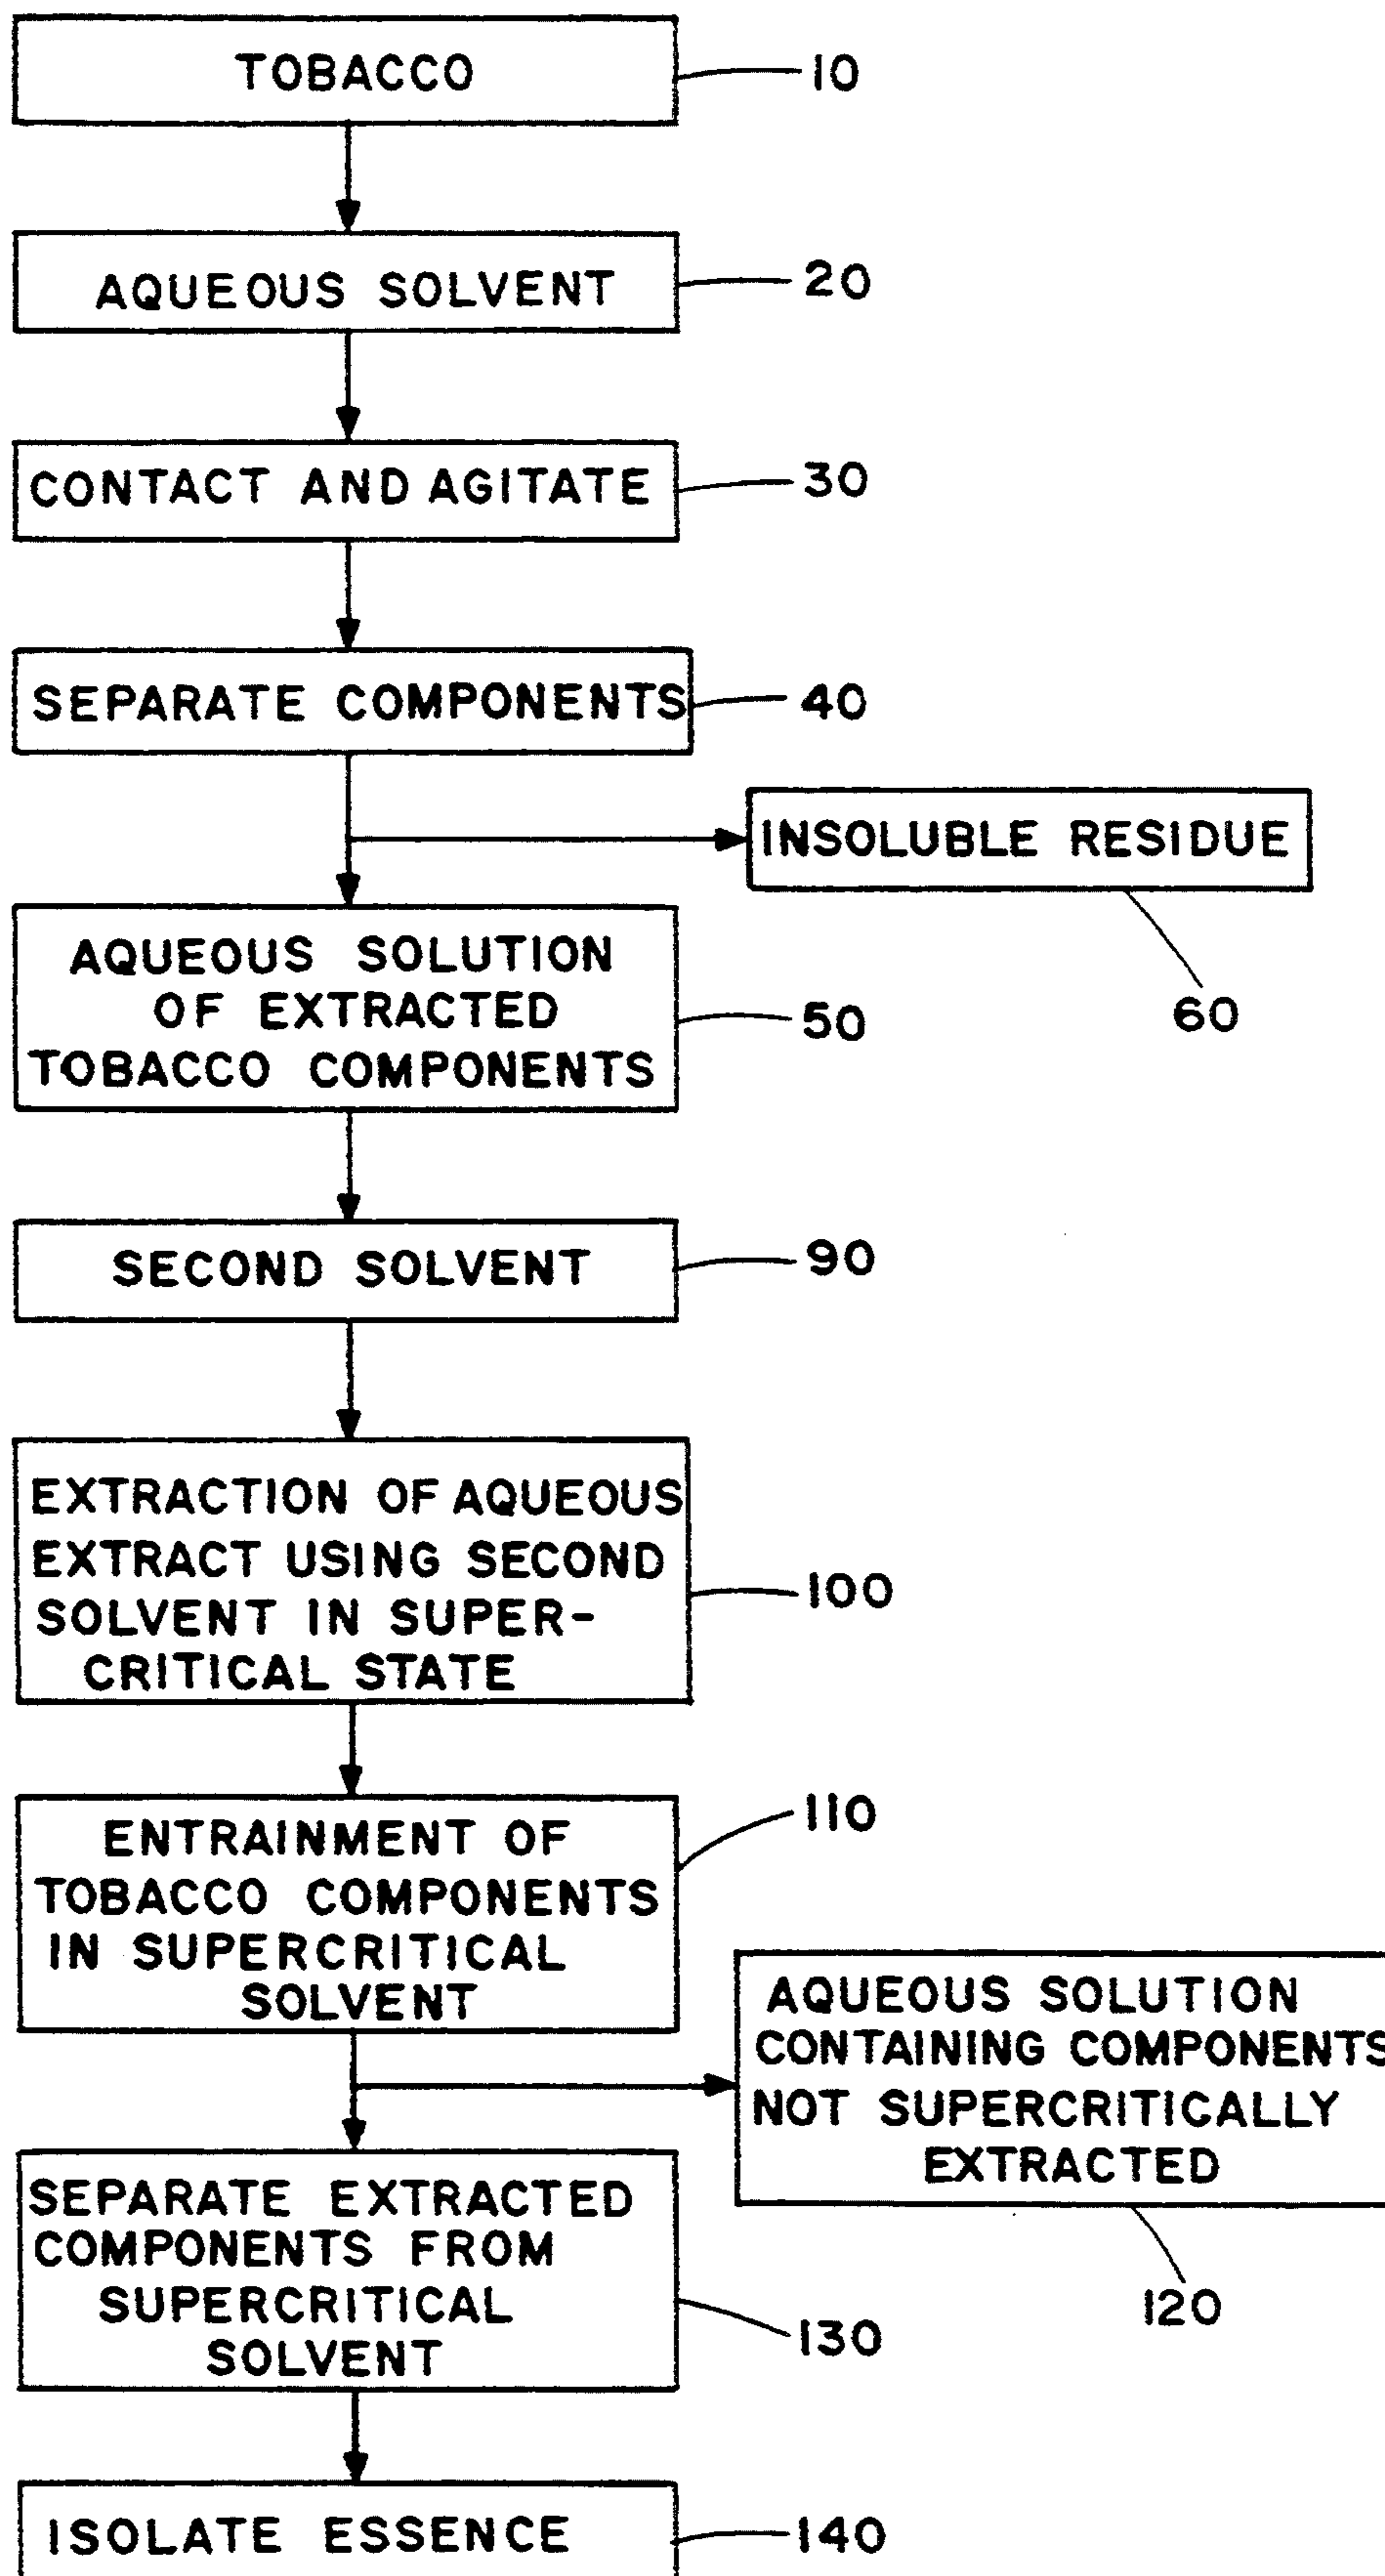 TOBACCO
10
AQUEOUS SOLVENT
20
CONTACT AND AGITATE
30
SEPARATE COMPONENTS
40
INSOLUBLE RESIDUE
60
AQUEOUS SOLUTION
OF EXTRACTED
TOBACCO COMPONENTS
50
SECOND SOLVENT
90
EXTRACTION OF AQUEOUS
EXTRACT USING SECOND
SOLVENT IN SUPER-
CRITICAL STATE
100
ENTRAINMENT OF
TOBACCO COMPONENTS
IN SUPERCRITICAL
SOLVENT
110
AQUEOUS SOLUTION
CONTAINING COMPONENTS
NOT SUPERCRITICALLY
EXTRACTED
120
SEPARATE EXTRACTED
COMPONENTS FROM
SUPERCRITICAL
SOLVENT
130
ISOLATE ESSENCE
140